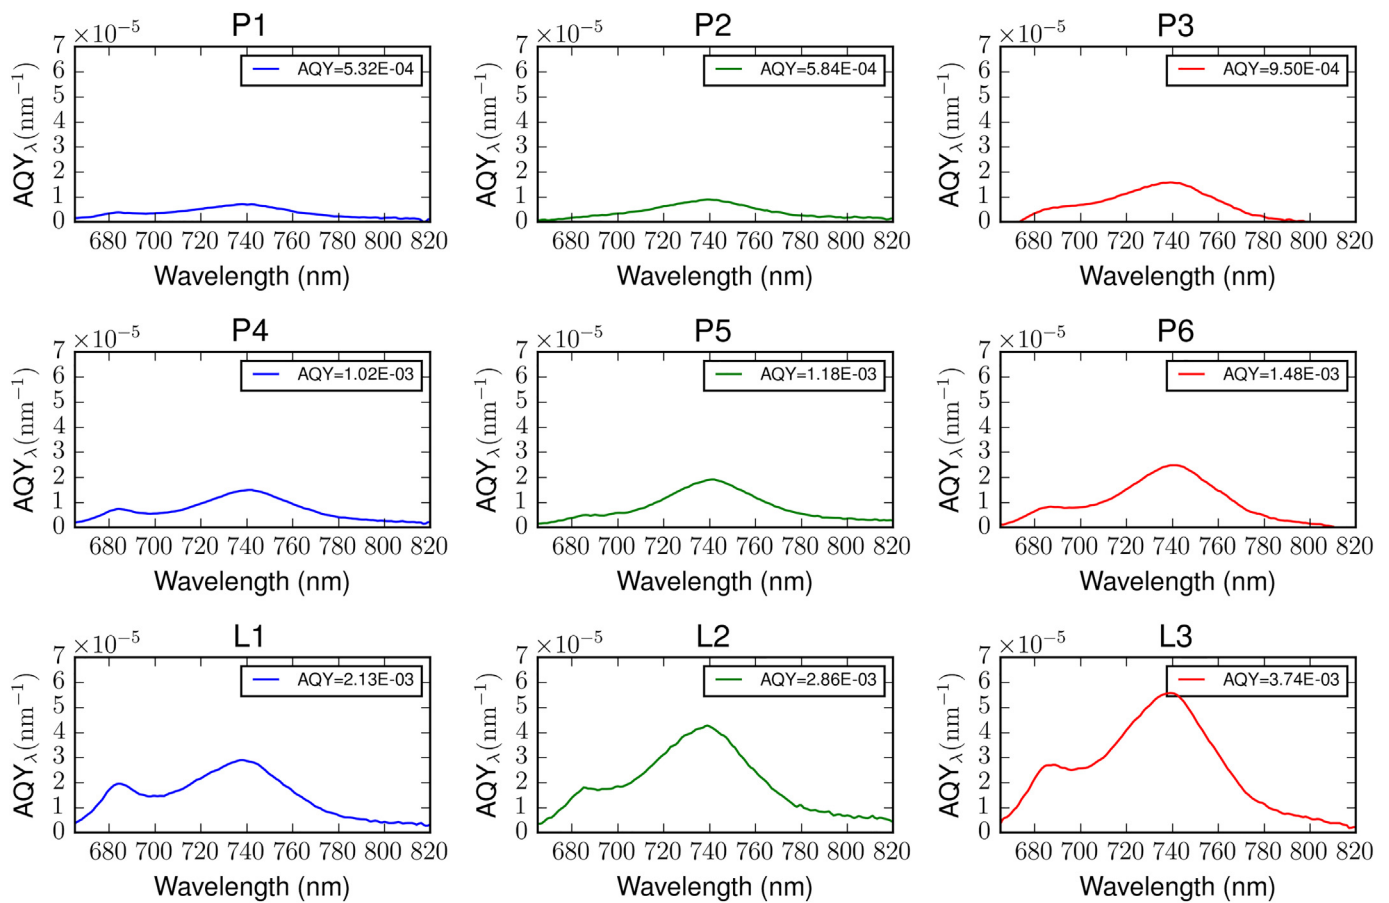 P1
7 ×10⁻⁵
6
5
4
3
2
1
0
AQYλ(nm⁻¹)
AQY=5.32E-04
680 700 720 740 760 780 800 820
Wavelength (nm)
P2
7 ×10⁻⁵
6
5
4
3
2
1
0
AQYλ(nm⁻¹)
AQY=5.84E-04
680 700 720 740 760 780 800 820
Wavelength (nm)
P3
7 ×10⁻⁵
6
5
4
3
2
1
0
AQYλ(nm⁻¹)
AQY=9.50E-04
680 700 720 740 760 780 800 820
Wavelength (nm)
P4
7 ×10⁻⁵
6
5
4
3
2
1
0
AQYλ(nm⁻¹)
AQY=1.02E-03
680 700 720 740 760 780 800 820
Wavelength (nm)
P5
7 ×10⁻⁵
6
5
4
3
2
1
0
AQYλ(nm⁻¹)
AQY=1.18E-03
680 700 720 740 760 780 800 820
Wavelength (nm)
P6
7 ×10⁻⁵
6
5
4
3
2
1
0
AQYλ(nm⁻¹)
AQY=1.48E-03
680 700 720 740 760 780 800 820
Wavelength (nm)
L1
7 ×10⁻⁵
6
5
4
3
2
1
0
AQYλ(nm⁻¹)
AQY=2.13E-03
680 700 720 740 760 780 800 820
Wavelength (nm)
L2
7 ×10⁻⁵
6
5
4
3
2
1
0
AQYλ(nm⁻¹)
AQY=2.86E-03
680 700 720 740 760 780 800 820
Wavelength (nm)
L3
7 ×10⁻⁵
6
5
4
3
2
1
0
AQYλ(nm⁻¹)
AQY=3.74E-03
680 700 720 740 760 780 800 820
Wavelength (nm)